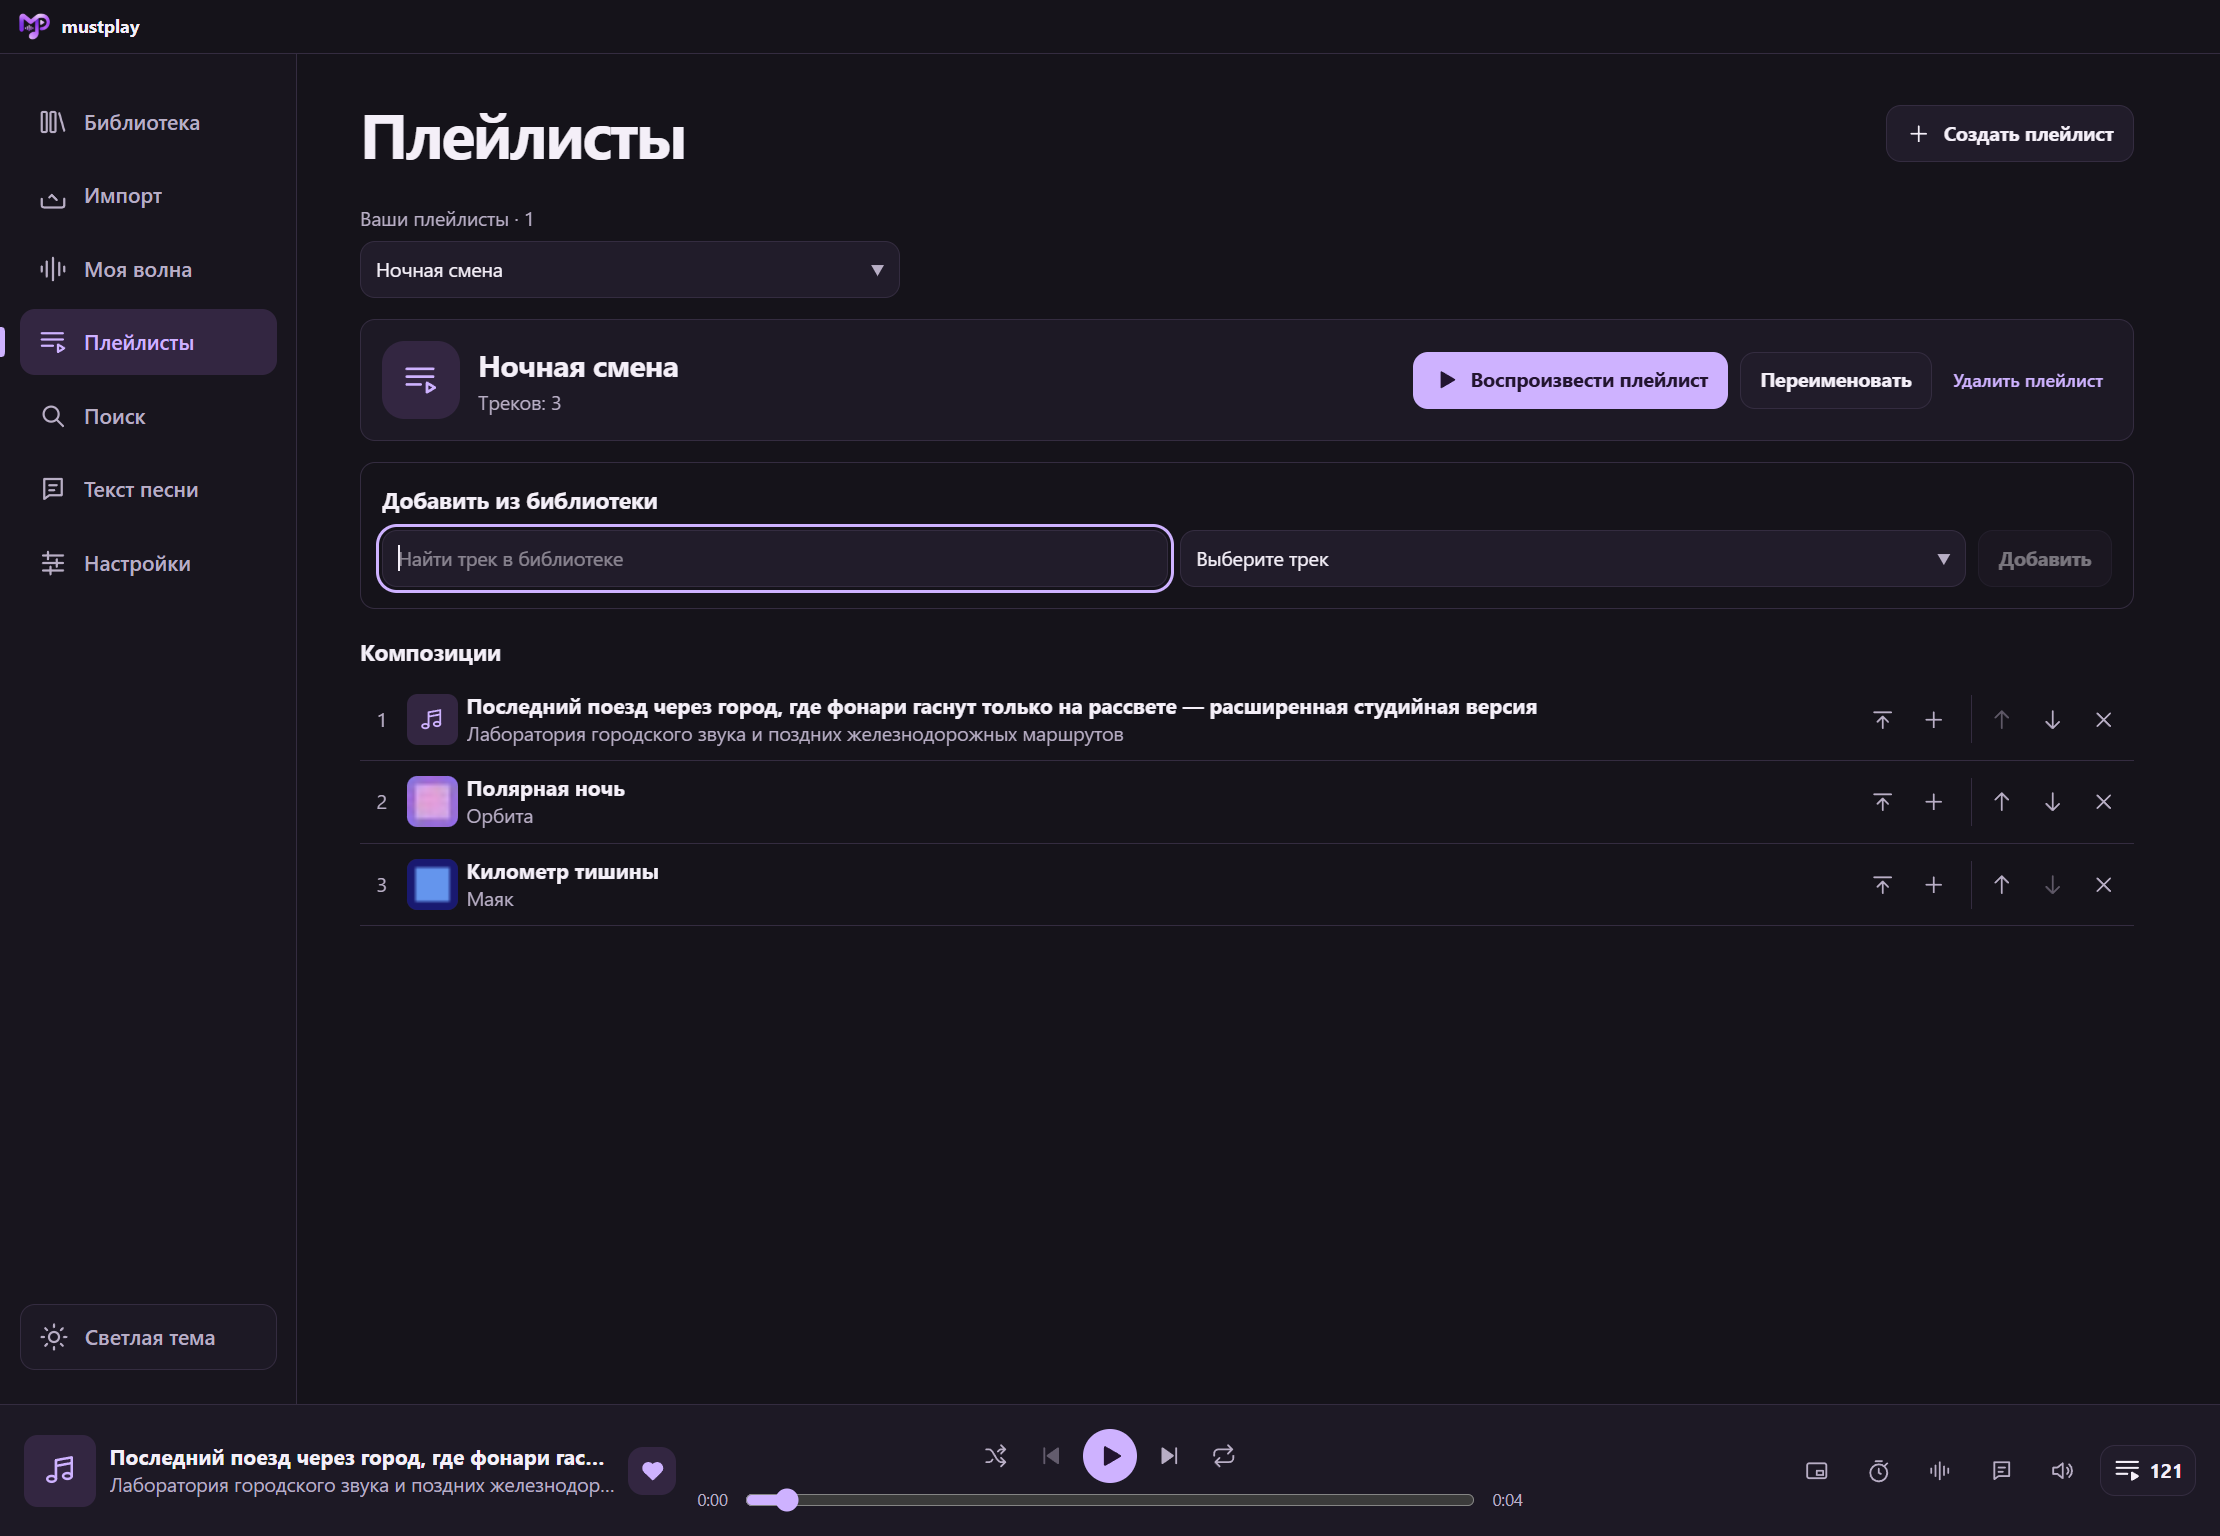 mustplay
Библиотека
Импорт
Моя волна
Плейлисты
Поиск
Текст песни
Настройки
Светлая тема
Плейлисты
Создать плейлист
Ваши плейлисты · 1
Ночная смена
Ночная смена
Треков: 3
Воспроизвести плейлист
Переименовать
Удалить плейлист
Добавить из библиотеки
Найти трек в библиотеке
Выберите трек
Добавить
Композиции
1
Последний поезд через город, где фонари гаснут только на рассвете — расширенная студийная версия
Лаборатория городского звука и поздних железнодорожных маршрутов
2
Полярная ночь
Орбита
3
Километр тишины
Маяк
Последний поезд через город, где фонари гас...
Лаборатория городского звука и поздних железнодор...
0:00
0:04
121